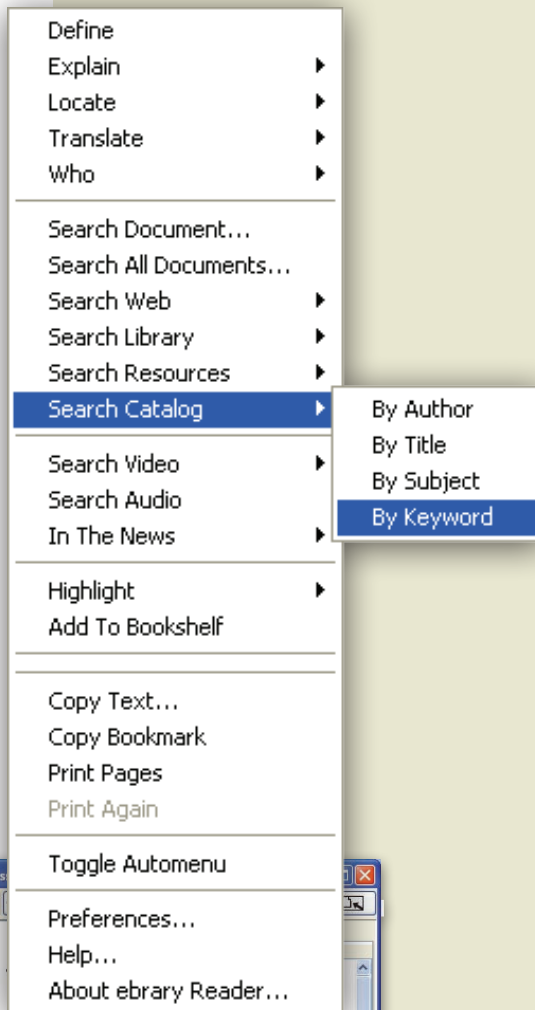 Define
Explain
Locate
Translate
Who
Search Document...
Search All Documents...
Search Web
Search Library
Search Resources
Search Catalog
By Author
By Title
By Subject
By Keyword
Search Video
Search Audio
In The News
Highlight
Add To Bookshelf
Copy Text...
Copy Bookmark
Print Pages
Print Again
Toggle Automenu
Preferences...
Help...
About ebrary Reader...